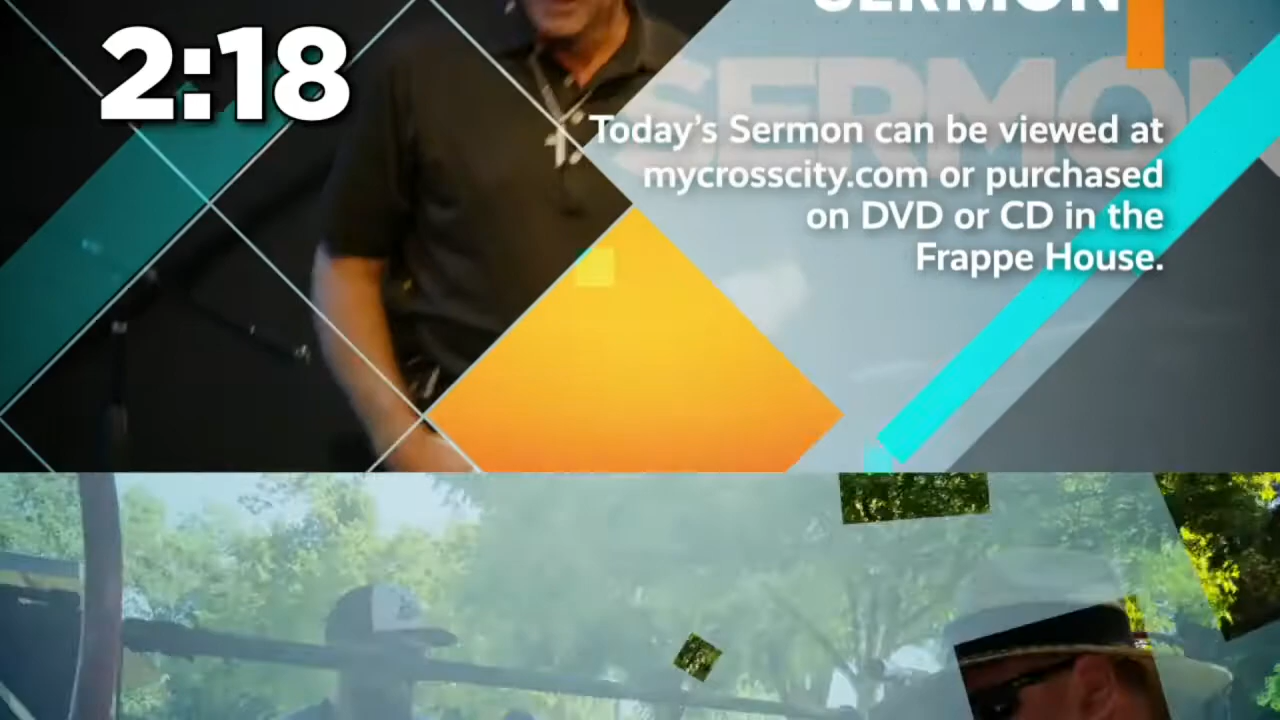 2:18
SERMON
SERMON
Today's Sermon can be viewed at
mycrosscity.com or purchased
on DVD or CD in the
Frappe House.